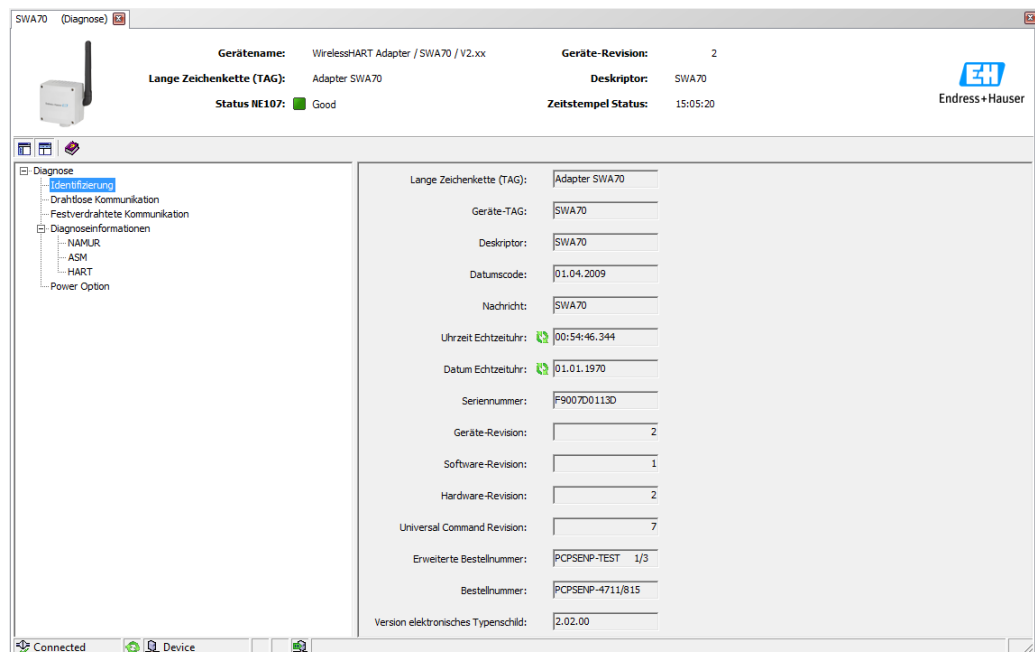 SWA70 (Diagnose)
Gerätename: WirelessHART Adapter / SWA70 / V2.xx Geräte-Revision: 2
Lange Zeichenkette (TAG): Adapter SWA70 Deskriptor: SWA70
Status NE107: Good Zeitstempel Status: 15:05:20
EH
Endress+Hauser
Diagnose
Identifizierung
Drahtlose Kommunikation
Festverdrahtete Kommunikation
Diagnoseinformationen
NAMUR
ASM
HART
Power Option
Lange Zeichenkette (TAG): Adapter SWA70
Geräte-TAG: SWA70
Deskriptor: SWA70
Datumscode: 01.04.2009
Nachricht: SWA70
Uhrzeit Echtzeituhr: 00:54:46.344
Datum Echtzeituhr: 01.01.1970
Seriennummer: F9007D0113D
Geräte-Revision: 2
Software-Revision: 1
Hardware-Revision: 2
Universal Command Revision: 7
Erweiterte Bestellnummer: PCPSENP-TEST 1/3
Bestellnummer: PCPSENP-4711/815
Version elektronisches Typenschild: 2.02.00
Connected Device